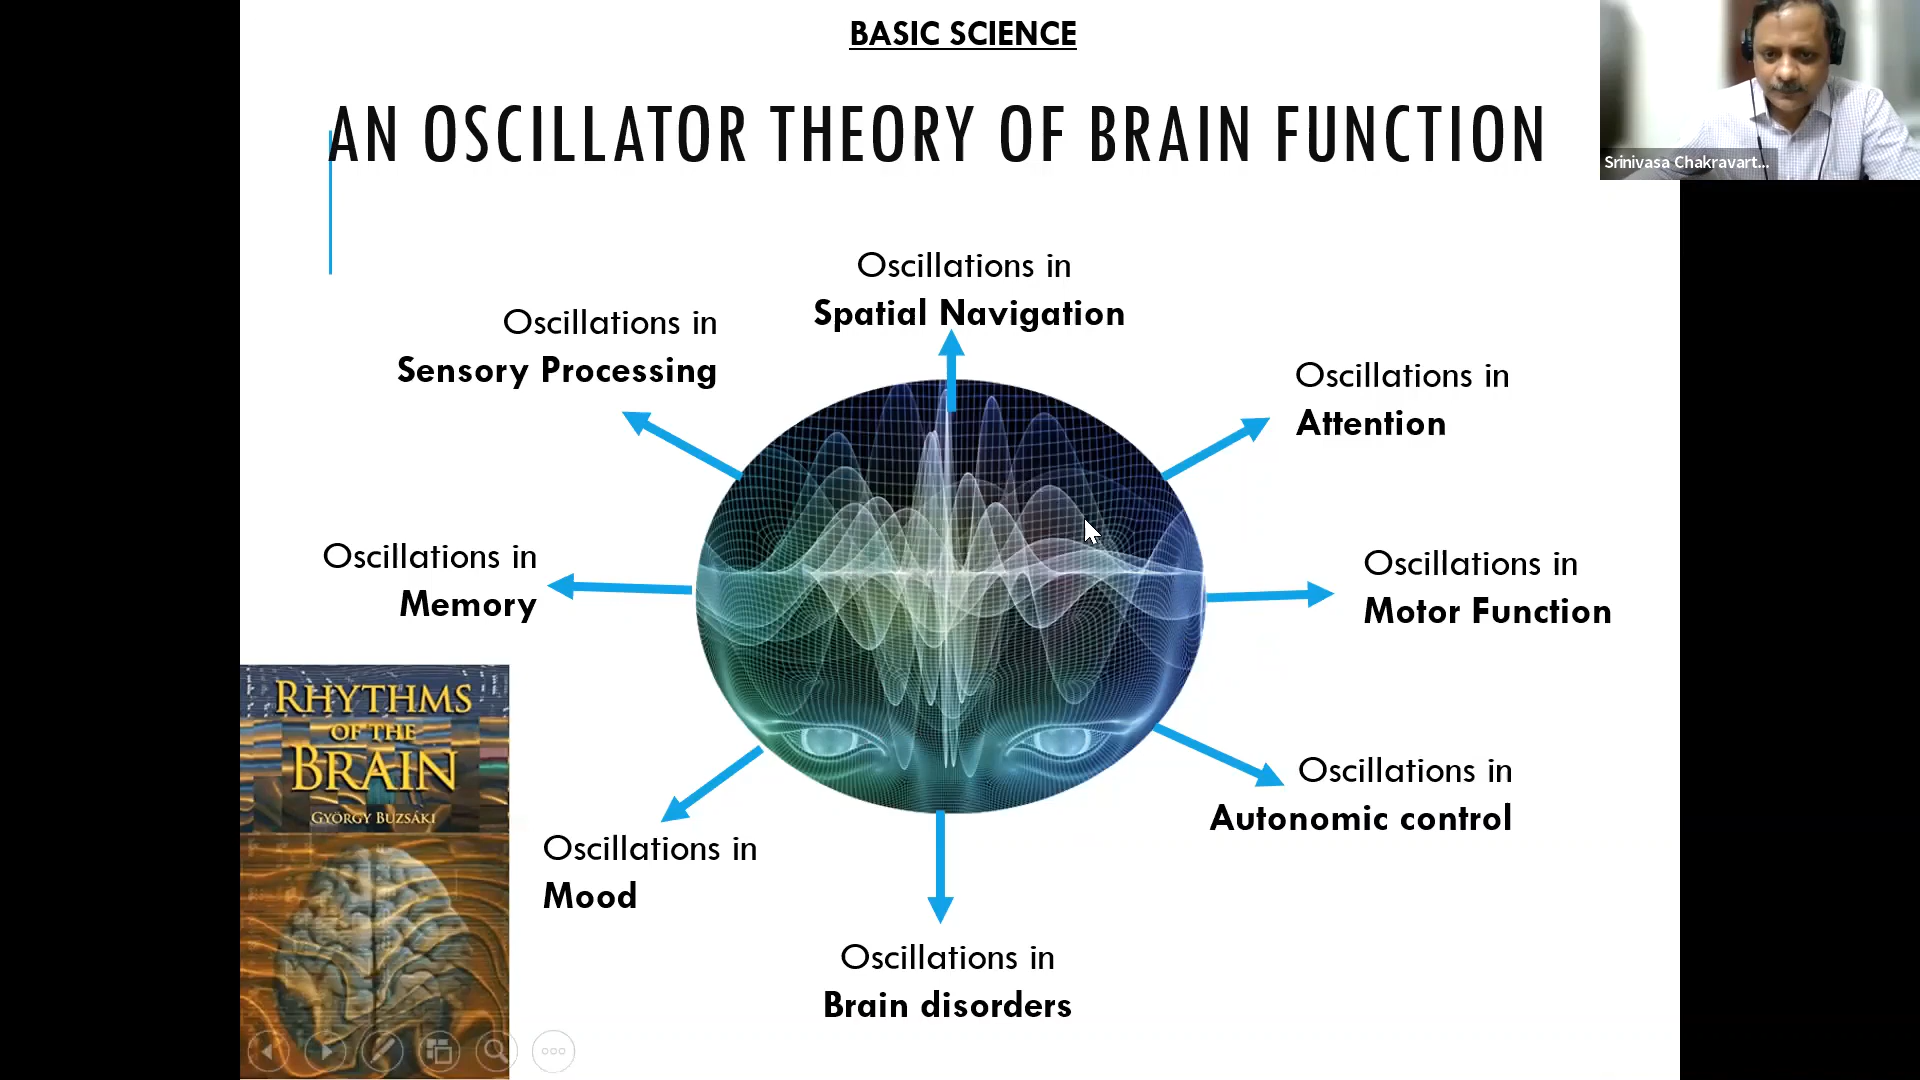 BASIC SCIENCE
AN OSCILLATOR THEORY OF BRAIN FUNCTION
Srinivasa Chakravart...
Oscillations in
Spatial Navigation
Oscillations in
Sensory Processing
Oscillations in
Attention
Oscillations in
Memory
Oscillations in
Motor Function
RHYTHMS
OF THE
BRAIN
GYÖRGY BUZSÁKI
Oscillations in
Autonomic control
Oscillations in
Mood
Oscillations in
Brain disorders